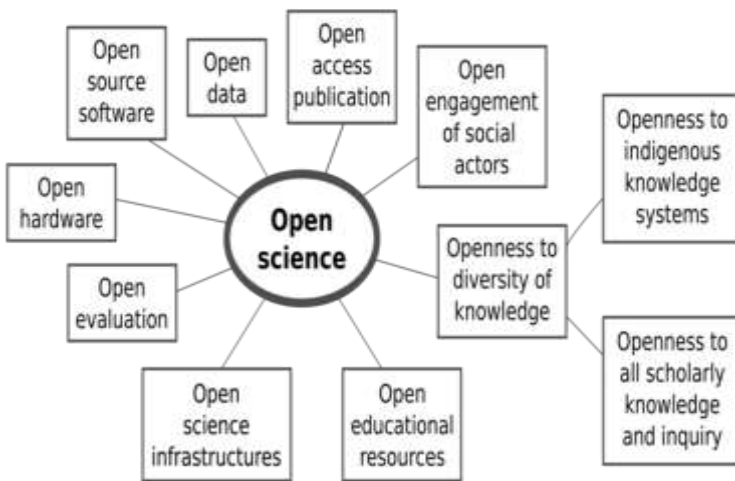 Open
source
software
Open
data
Open
access
publication
Open
engagement
of social
actors
Openness to
indigenous
knowledge
systems
Open
hardware
Open
science
Openness to
diversity of
knowledge
Open
evaluation
Openness to
all scholarly
knowledge
and inquiry
Open
science
infrastructures
Open
educational
resources